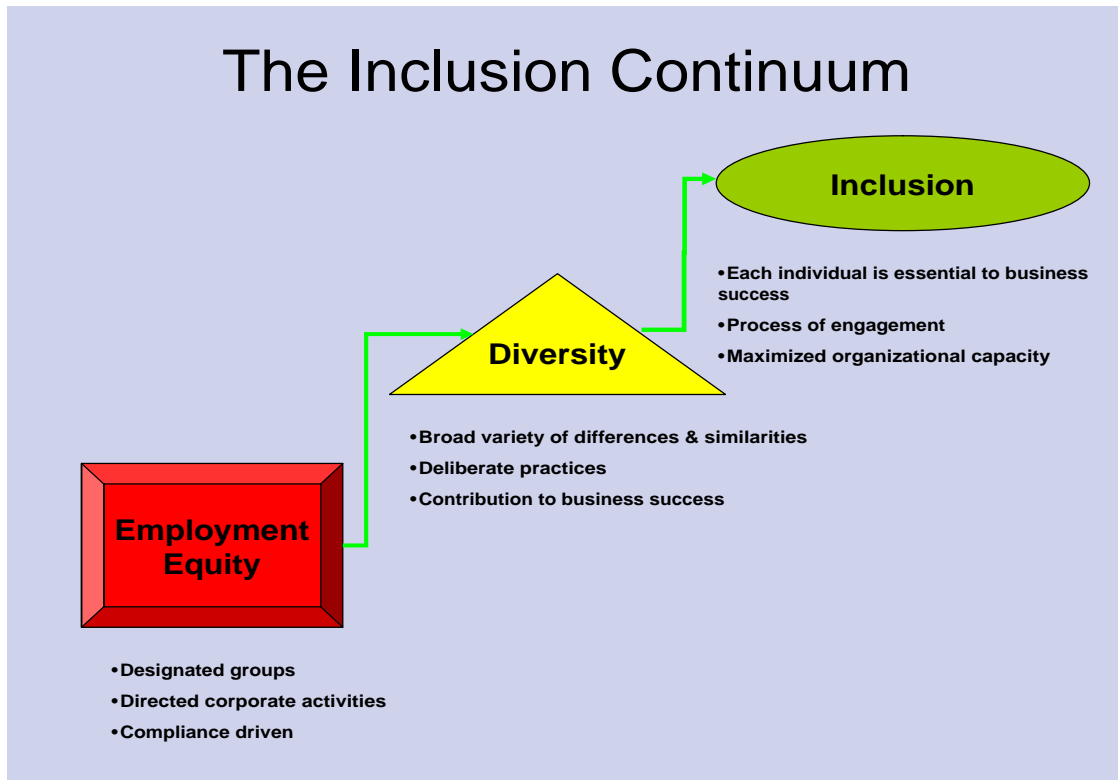 The Inclusion Continuum
Inclusion
•Each individual is essential to business
success
•Process of engagement
•Maximized organizational capacity
Diversity
•Broad variety of differences & similarities
•Deliberate practices
•Contribution to business success
Employment
Equity
•Designated groups
•Directed corporate activities
•Compliance driven